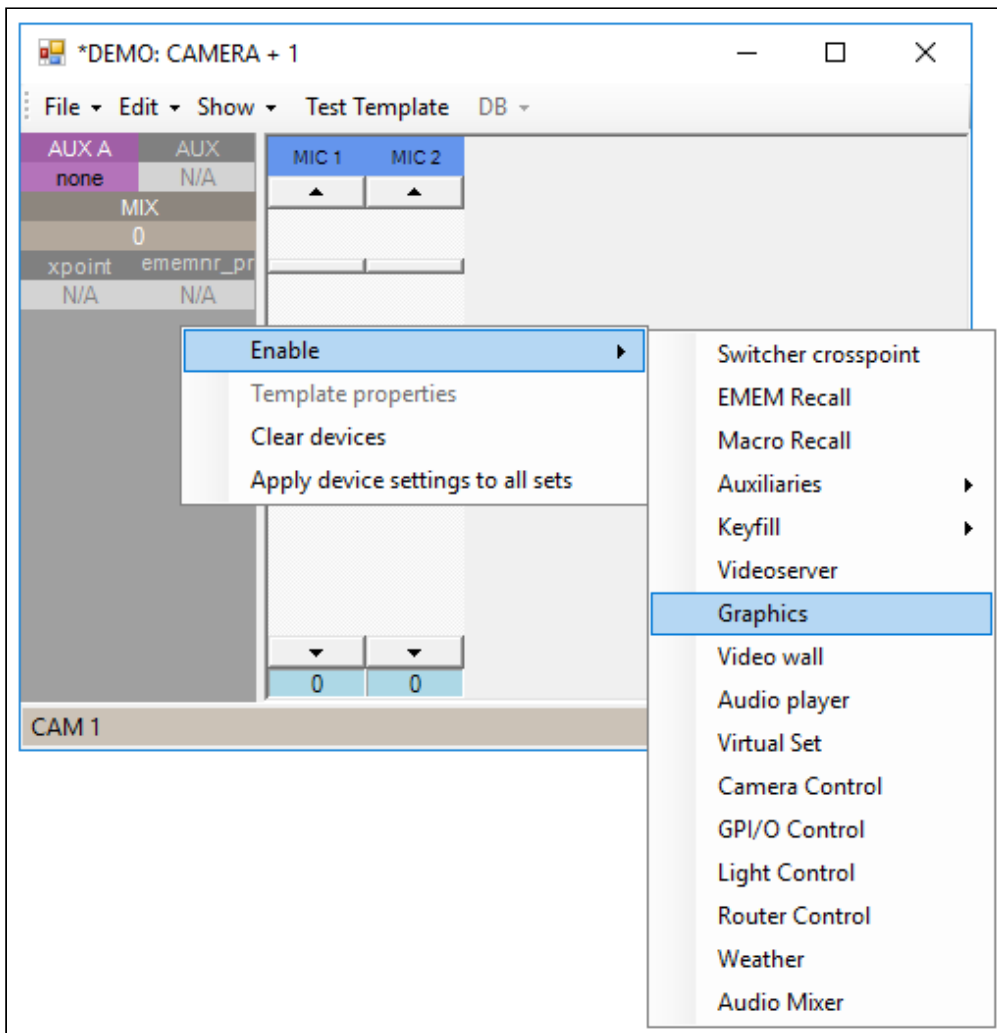 *DEMO: CAMERA + 1
File Edit Show Test Template DB
AUX A AUX MIC 1 MIC 2
none N/A
MIX
0
xpoint ememnr_pr
N/A N/A
Enable
Template properties
Clear devices
Apply device settings to all sets
Switcher crosspoint
EMEM Recall
Macro Recall
Auxiliaries
Keyfill
Videoserver
Graphics
Video wall
Audio player
Virtual Set
Camera Control
GPI/O Control
Light Control
Router Control
Weather
Audio Mixer
0 0
CAM 1